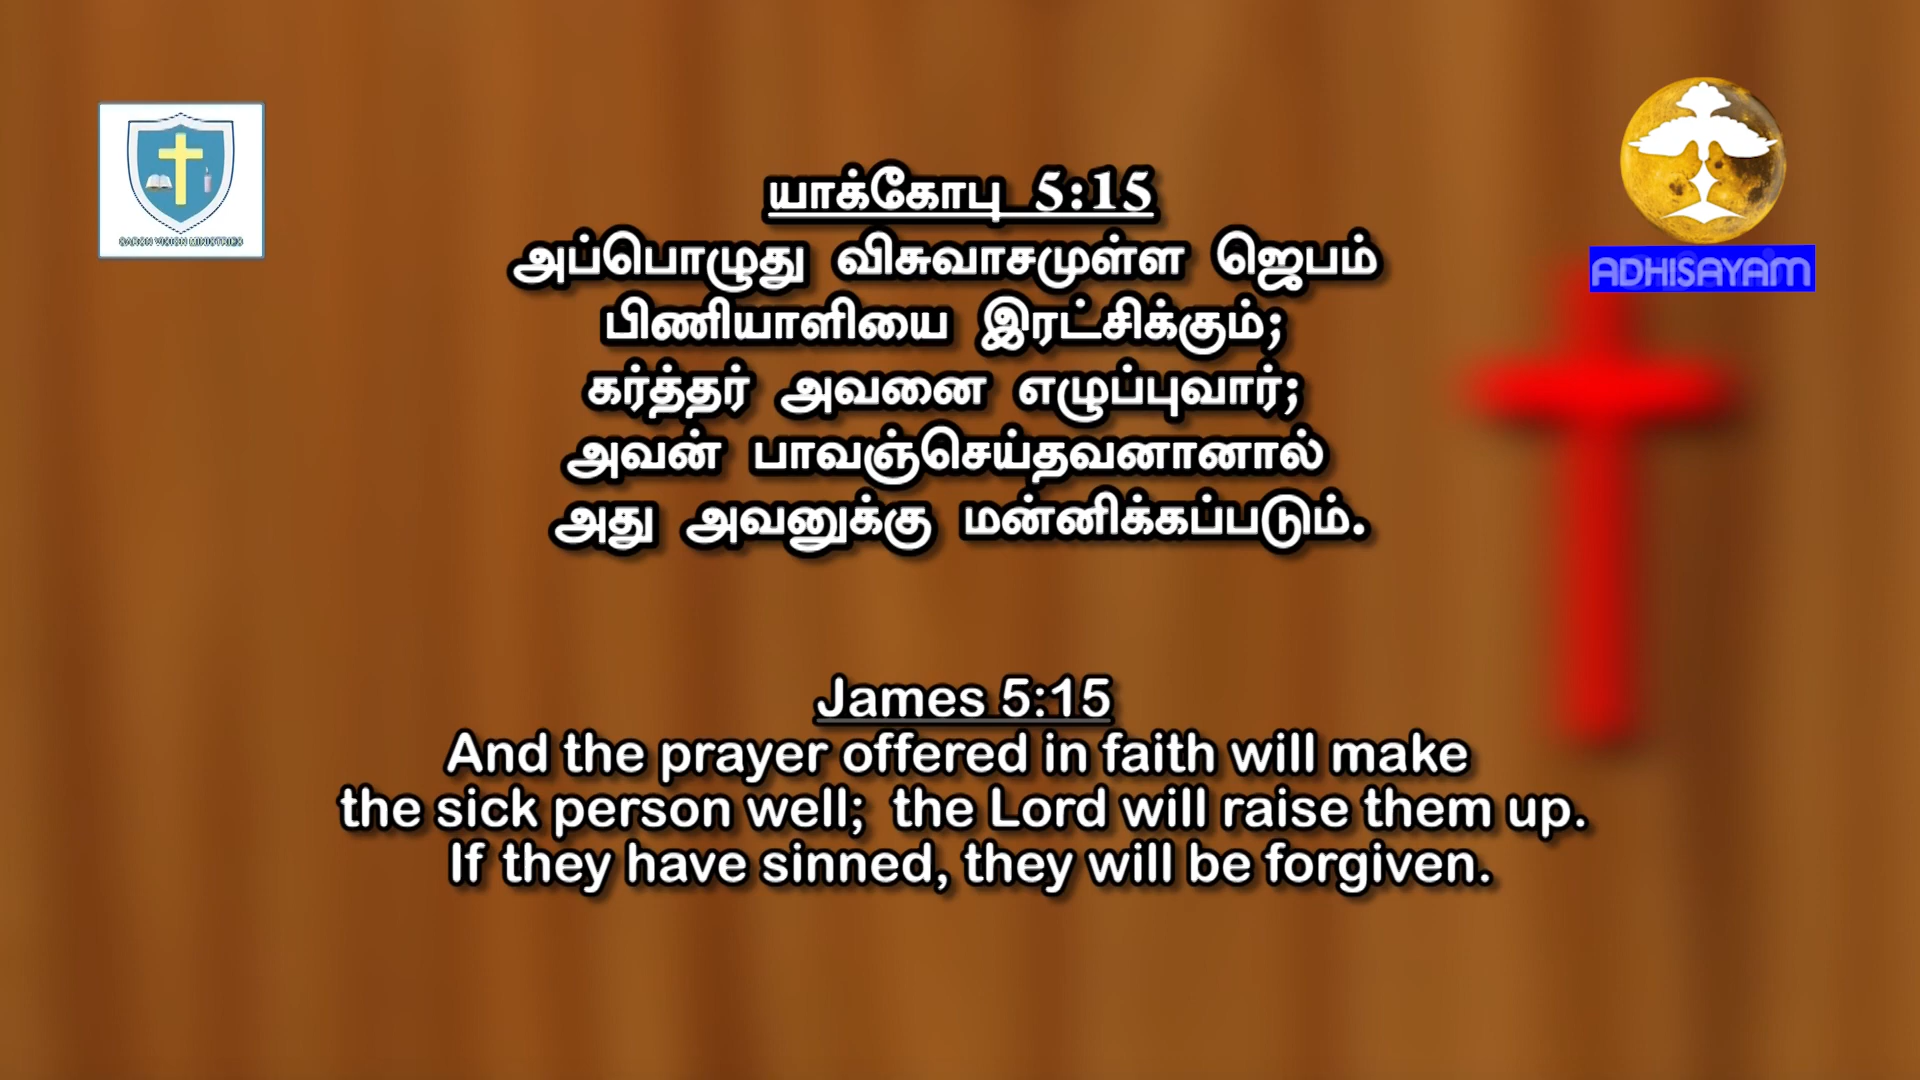 ADHISAYAM
யாக்கோபு 5:15
அப்பொழுது விசுவாசமுள்ள ஜெபம்
பிணியாளியை இரட்சிக்கும்;
கர்த்தர் அவனை எழுப்புவார்;
அவன் பாவஞ்செய்தவனானால்
அது அவனுக்கு மன்னிக்கப்படும்.
James 5:15
And the prayer offered in faith will make
the sick person well; the Lord will raise them up.
If they have sinned, they will be forgiven.